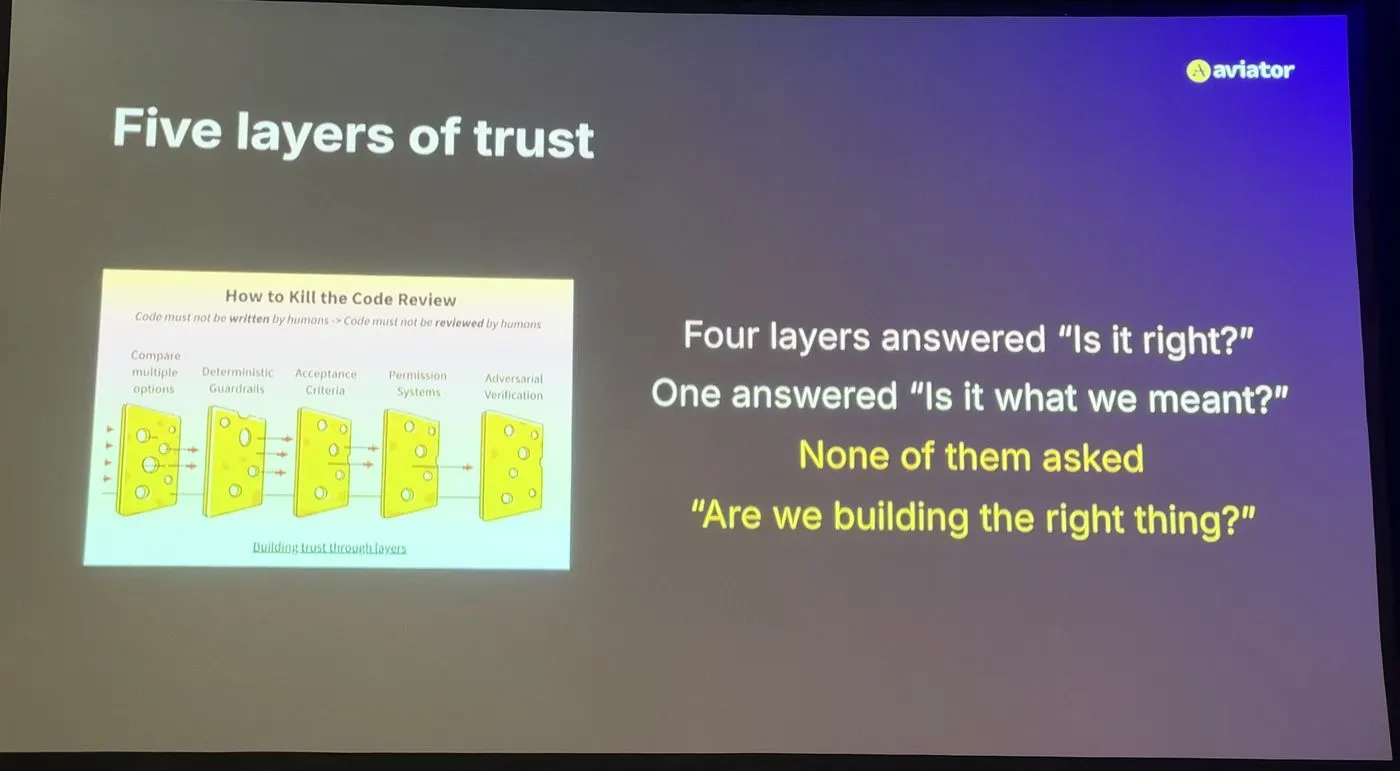 aviator
Five layers of trust
How to Kill the Code Review
Code must not be written by humans -> Code must not be reviewed by humans
Compare
multiple
options
Deterministic
Guardrails
Acceptance
Criteria
Permission
Systems
Adversarial
Verification
Building trust through layers
Four layers answered “Is it right?”
One answered “Is it what we meant?”
None of them asked
“Are we building the right thing?”